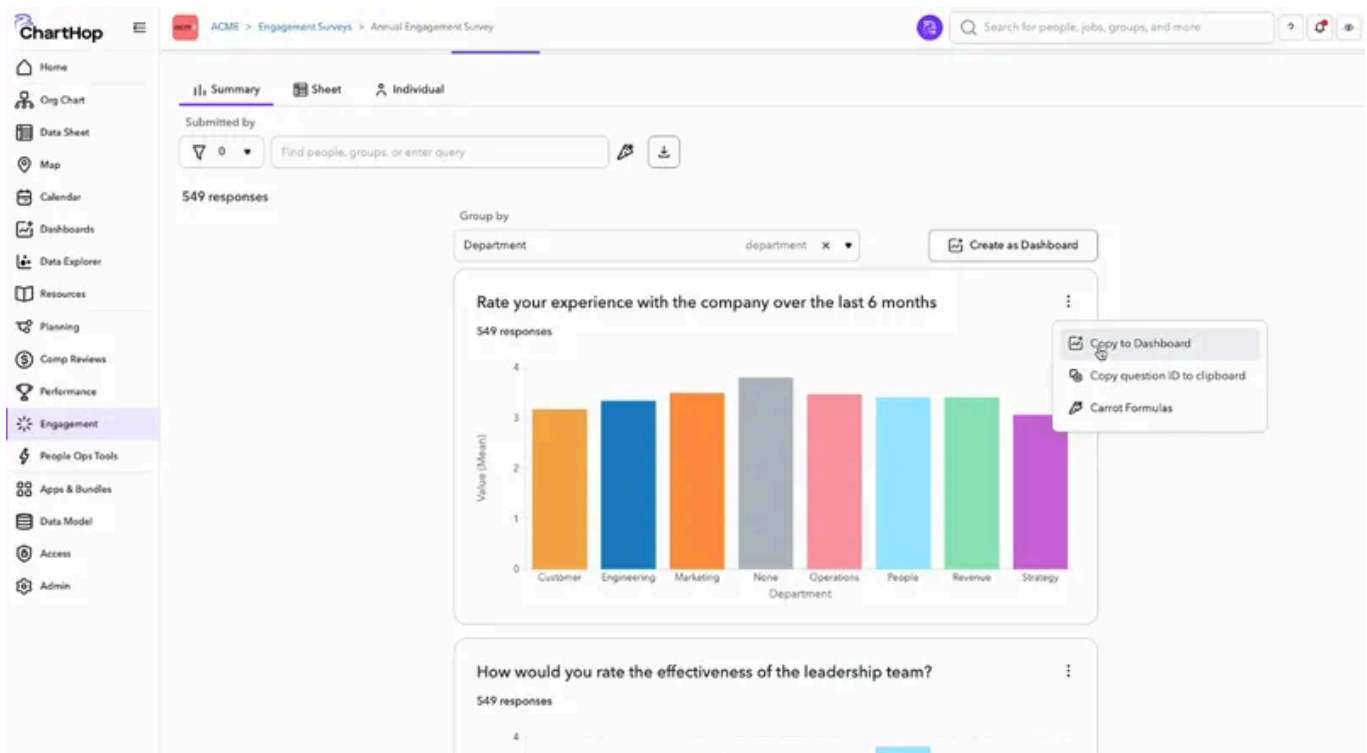 ChartHop
ACME > Engagement Surveys > Annual Engagement Survey
Search for people, jobs, groups, and more
?
Home
Org Chart
Data Sheet
Map
Calendar
Dashboards
Data Explorer
Resources
Planning
Comp Reviews
Performance
Engagement
People Ops Tools
Apps & Bundles
Data Model
Access
Admin
Summary Sheet Individual
Submitted by
0
Find people, groups, or enter query
549 responses
Group by
Department department ×
Create as Dashboard
Rate your experience with the company over the last 6 months
549 responses
Copy to Dashboard
Copy question ID to clipboard
Carrot Formulas
4
3
2
1
0
Value (Mean)
Customer Engineering Marketing None Operations People Revenue Strategy
Department
How would you rate the effectiveness of the leadership team?
549 responses
4